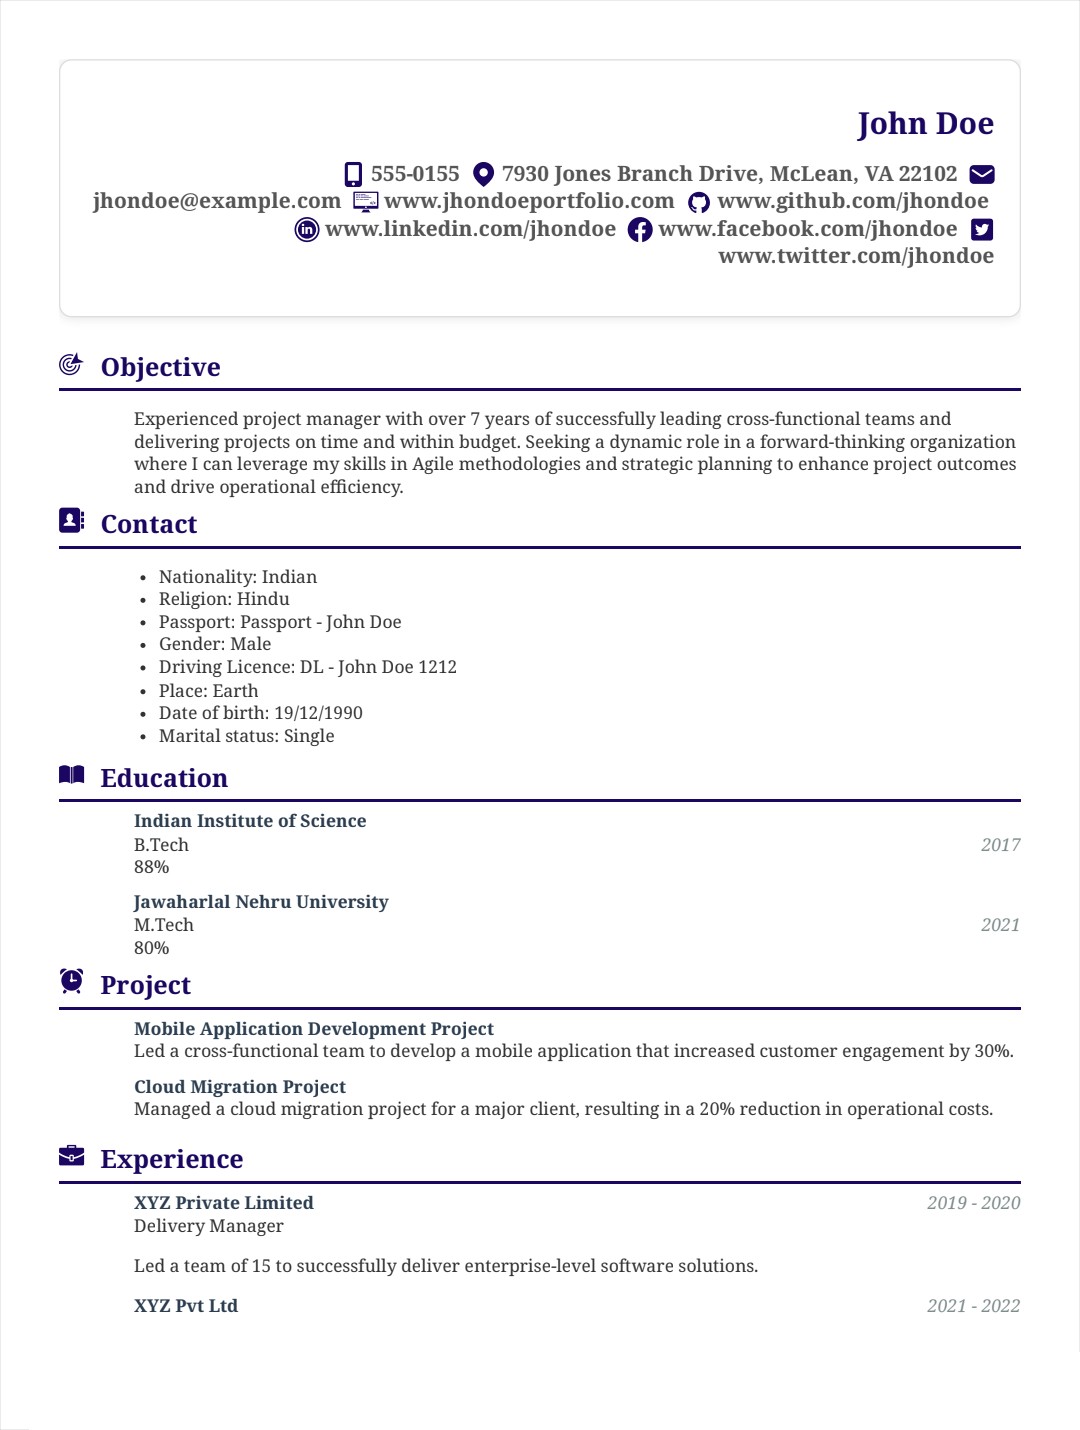 John Doe
555-0155 7930 Jones Branch Drive, McLean, VA 22102
jhondoe@example.com www.jhondoeportfolio.com www.github.com/jhondoe
www.linkedin.com/jhondoe www.facebook.com/jhondoe
www.twitter.com/jhondoe
Objective
Experienced project manager with over 7 years of successfully leading cross-functional teams and
delivering projects on time and within budget. Seeking a dynamic role in a forward-thinking organization
where I can leverage my skills in Agile methodologies and strategic planning to enhance project outcomes
and drive operational efficiency.
Contact
• Nationality: Indian
• Religion: Hindu
• Passport: Passport - John Doe
• Gender: Male
• Driving Licence: DL - John Doe 1212
• Place: Earth
• Date of birth: 19/12/1990
• Marital status: Single
Education
Indian Institute of Science
B.Tech 2017
88%
Jawaharlal Nehru University
M.Tech 2021
80%
Project
Mobile Application Development Project
Led a cross-functional team to develop a mobile application that increased customer engagement by 30%.
Cloud Migration Project
Managed a cloud migration project for a major client, resulting in a 20% reduction in operational costs.
Experience
XYZ Private Limited 2019 - 2020
Delivery Manager
Led a team of 15 to successfully deliver enterprise-level software solutions.
XYZ Pvt Ltd 2021 - 2022